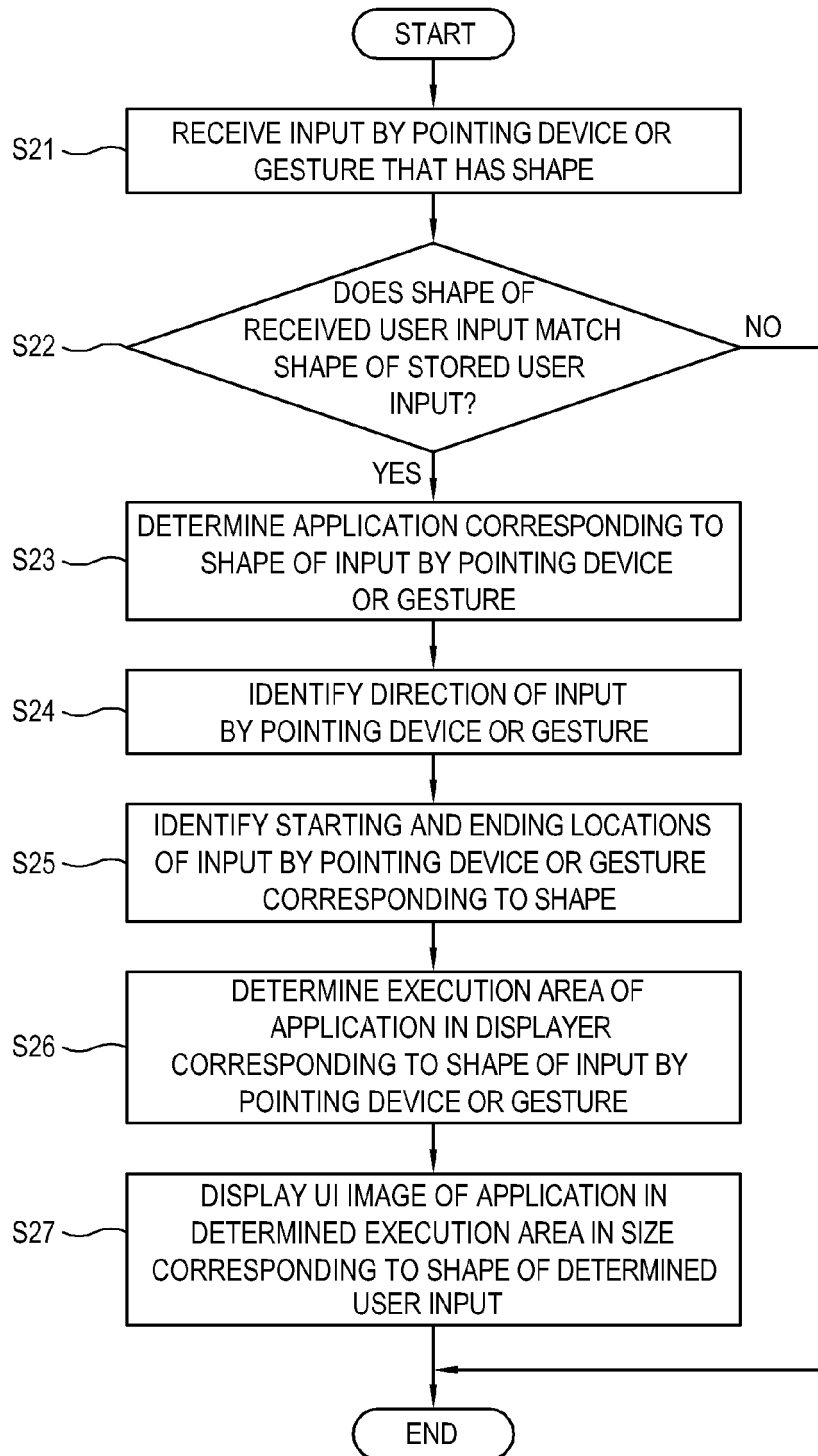 START
S21
RECEIVE INPUT BY POINTING DEVICE OR
GESTURE THAT HAS SHAPE
S22
DOES SHAPE OF
RECEIVED USER INPUT MATCH
SHAPE OF STORED USER
INPUT?
NO
YES
S23
DETERMINE APPLICATION CORRESPONDING TO
SHAPE OF INPUT BY POINTING DEVICE
OR GESTURE
S24
IDENTIFY DIRECTION OF INPUT
BY POINTING DEVICE OR GESTURE
S25
IDENTIFY STARTING AND ENDING LOCATIONS
OF INPUT BY POINTING DEVICE OR GESTURE
CORRESPONDING TO SHAPE
S26
DETERMINE EXECUTION AREA OF
APPLICATION IN DISPLAYER
CORRESPONDING TO SHAPE OF INPUT BY
POINTING DEVICE OR GESTURE
S27
DISPLAY UI IMAGE OF APPLICATION IN
DETERMINED EXECUTION AREA IN SIZE
CORRESPONDING TO SHAPE OF DETERMINED
USER INPUT
END